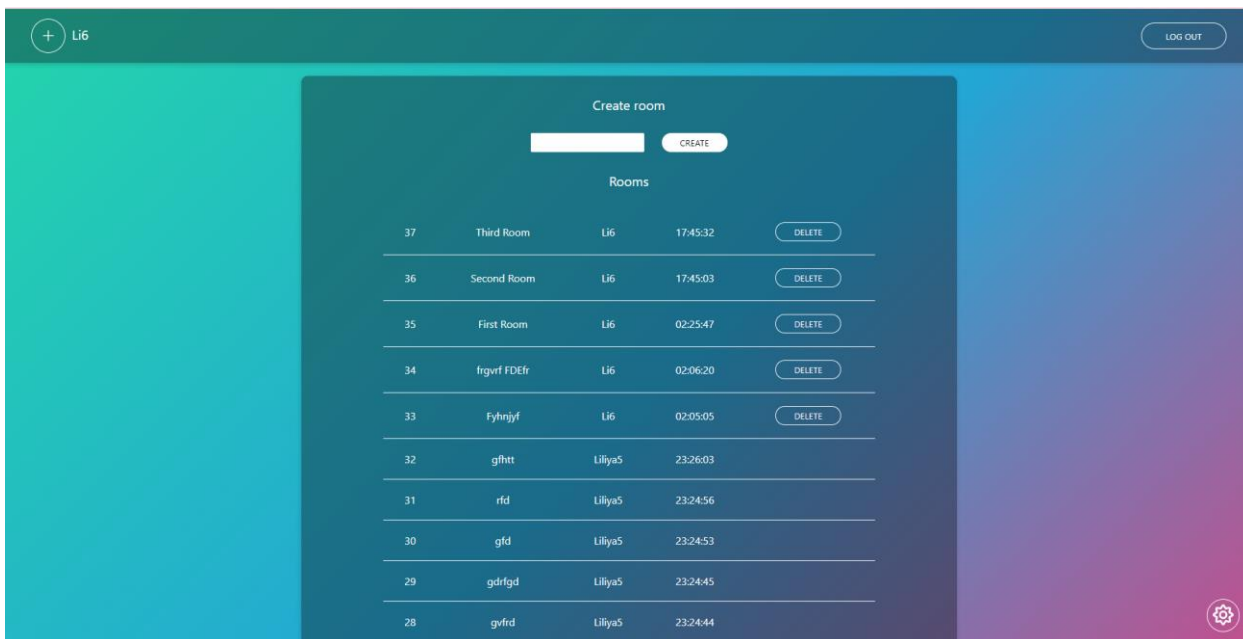 + Li6 LOG OUT
Create room
CREATE
Rooms
37 Third Room Li6 17:45:32 DELETE
36 Second Room Li6 17:45:03 DELETE
35 First Room Li6 02:25:47 DELETE
34 frgvrf FDEfr Li6 02:06:20 DELETE
33 Fyhnjyf Li6 02:05:05 DELETE
32 gfhtt Liliya5 23:26:03
31 rfd Liliya5 23:24:56
30 gfd Liliya5 23:24:53
29 gdrfgd Liliya5 23:24:45
28 gvfrd Liliya5 23:24:44